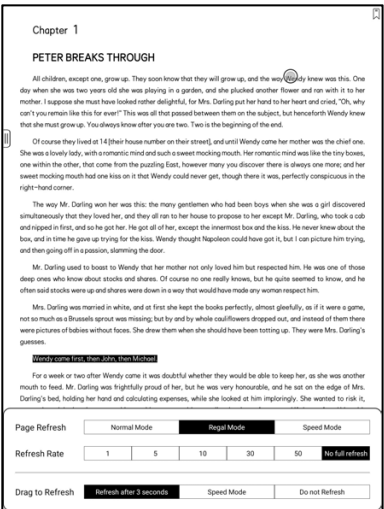 Chapter 1
PETER BREAKS THROUGH
All children, except one, grow up. They soon know that they will grow up, and the way Wendy knew was this. One
day when she was two years old she was playing in a garden, and she plucked another flower and ran with it to her
mother. I suppose she must have looked rather delightful, for Mrs. Darling put her hand to her heart and cried, "Oh, why
can't you remain like this for ever!" This was all that passed between them on the subject, but henceforth Wendy knew
that she must grow up. You always know after you are two. Two is the beginning of the end.
Of course they lived at 14 [their house number on their street], and until Wendy came her mother was the chief one.
She was a lovely lady, with a romantic mind and such a sweet mocking mouth. Her romantic mind was like the tiny boxes,
one within the other, that come from the puzzling East, however many you discover there is always one more; and her
sweet mocking mouth had one kiss on it that Wendy could never get, though there it was, perfectly conspicuous in the
right-hand corner.
The way Mr. Darling won her was this: the many gentlemen who had been boys when she was a girl discovered
simultaneously that they loved her, and they all ran to her house to propose to her except Mr. Darling, who took a cab
and nipped in first, and so he got her. He got all of her, except the innermost box and the kiss. He never knew about the
box, and in time he gave up trying for the kiss. Wendy thought Napoleon could have got it, but I can picture him trying,
and then going off in a passion, slamming the door.
Mr. Darling used to boast to Wendy that her mother not only loved him but respected him. He was one of those
deep ones who know about stocks and shares. Of course no one really knows, but he quite seemed to know, and he
often said stocks were up and shares were down in a way that would have made any woman respect him.
Mrs. Darling was married in white, and at first she kept the books perfectly, almost gleefully, as if it were a game,
not so much as a Brussels sprout was missing; but by and by whole cauliflowers dropped out, and instead of them there
were pictures of babies without faces. She drew them when she should have been totting up. They were Mrs. Darling's
guesses.
Wendy came first, then John, then Michael.
For a week or two after Wendy came it was doubtful whether they would be able to keep her, as she was another
mouth to feed. Mr. Darling was frightfully proud of her, but he was very honourable, and he sat on the edge of Mrs.
Darling's bed, holding her hand and calculating expenses, while she looked at him imploringly. She wanted to risk it,
Page Refresh Normal Mode Regal Mode Speed Mode
Refresh Rate 1 5 10 30 50 No full refresh
Drag to Refresh Refresh after 3 seconds Speed Mode Do not Refresh